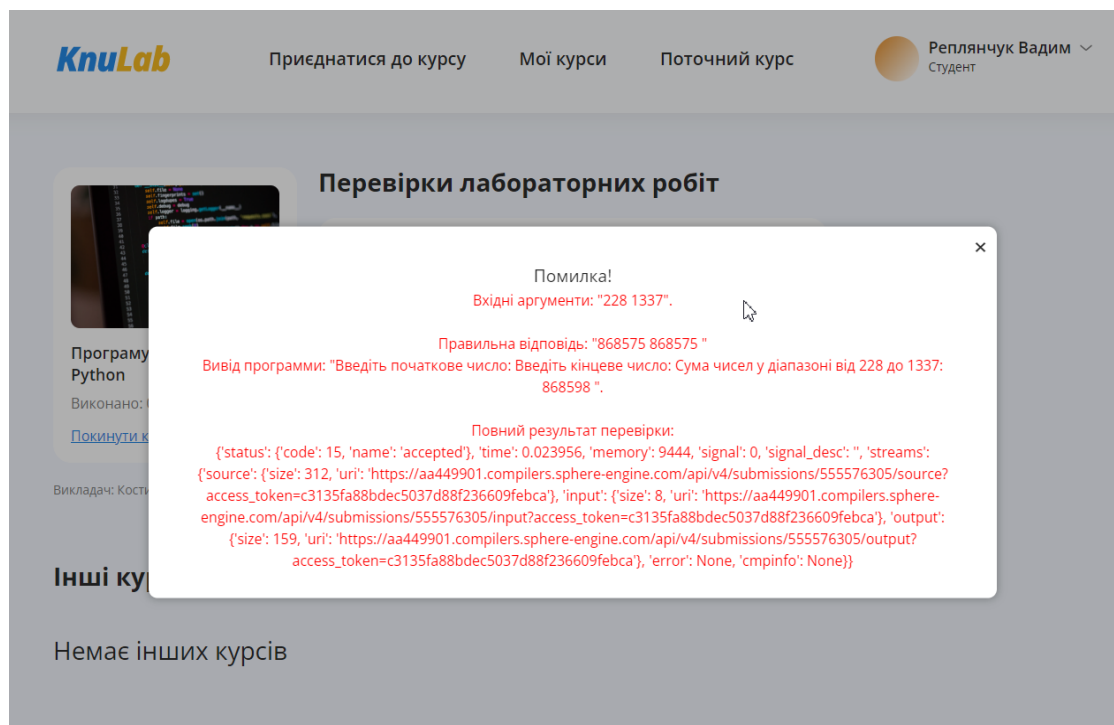 KnuLab
Приєднатися до курсу
Мої курси
Поточний курс
Реплянчук Вадим
Студент
Перевірки лабораторних робіт
Помилка!
Вхідні аргументи: "228 1337".
Правильна відповідь: "868575 868575 "
Вивід программи: "Введіть початкове число: Введіть кінцеве число: Сума чисел у діапазоні від 228 до 1337:
868598 ".
Повний результат перевірки:
{'status': {'code': 15, 'name': 'accepted'}, 'time': 0.023956, 'memory': 9444, 'signal': 0, 'signal_desc': '', 'streams':
{'source': {'size': 312, 'uri': 'https://aa449901.compilers.sphere-engine.com/api/v4/submissions/555576305/source?
access_token=c3135fa88bdec5037d88f236609febca'}, 'input': {'size': 8, 'uri': 'https://aa449901.compilers.sphere-
engine.com/api/v4/submissions/555576305/input?access_token=c3135fa88bdec5037d88f236609febca'}, 'output':
{'size': 159, 'uri': 'https://aa449901.compilers.sphere-engine.com/api/v4/submissions/555576305/output?
access_token=c3135fa88bdec5037d88f236609febca'}, 'error': None, 'cmpinfo': None}}
Програму
Python
Виконано:
Покинути к
Викладач: Кости
Інші ку
Немає інших курсів